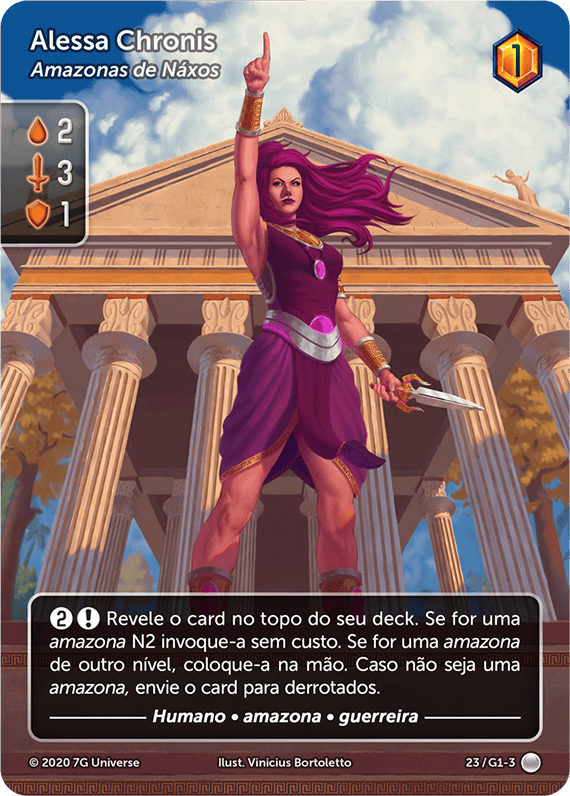 Alessa Chronis
Amazonas de Náxos
1
2
3
1
2 ! Revele o card no topo do seu deck. Se for uma
amazona N2 invoque-a sem custo. Se for uma amazona
de outro nível, coloque-a na mão. Caso não seja uma
amazona, envie o card para derrotados.
Humano • amazona • guerreira
© 2020 7G Universe Ilust. Vinicius Bortoletto 23 / G1-3